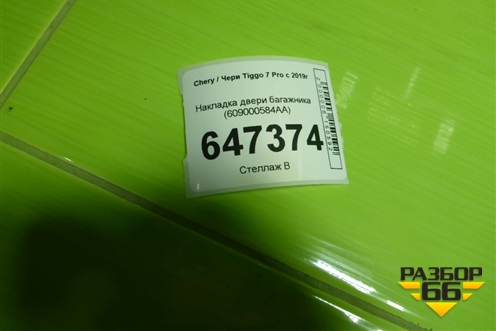 Chery / Чери Tiggo 7 Pro с 2019г
Накладка двери багажника
(609000584AA)
647374
Стеллаж В
РАЗБОР
66